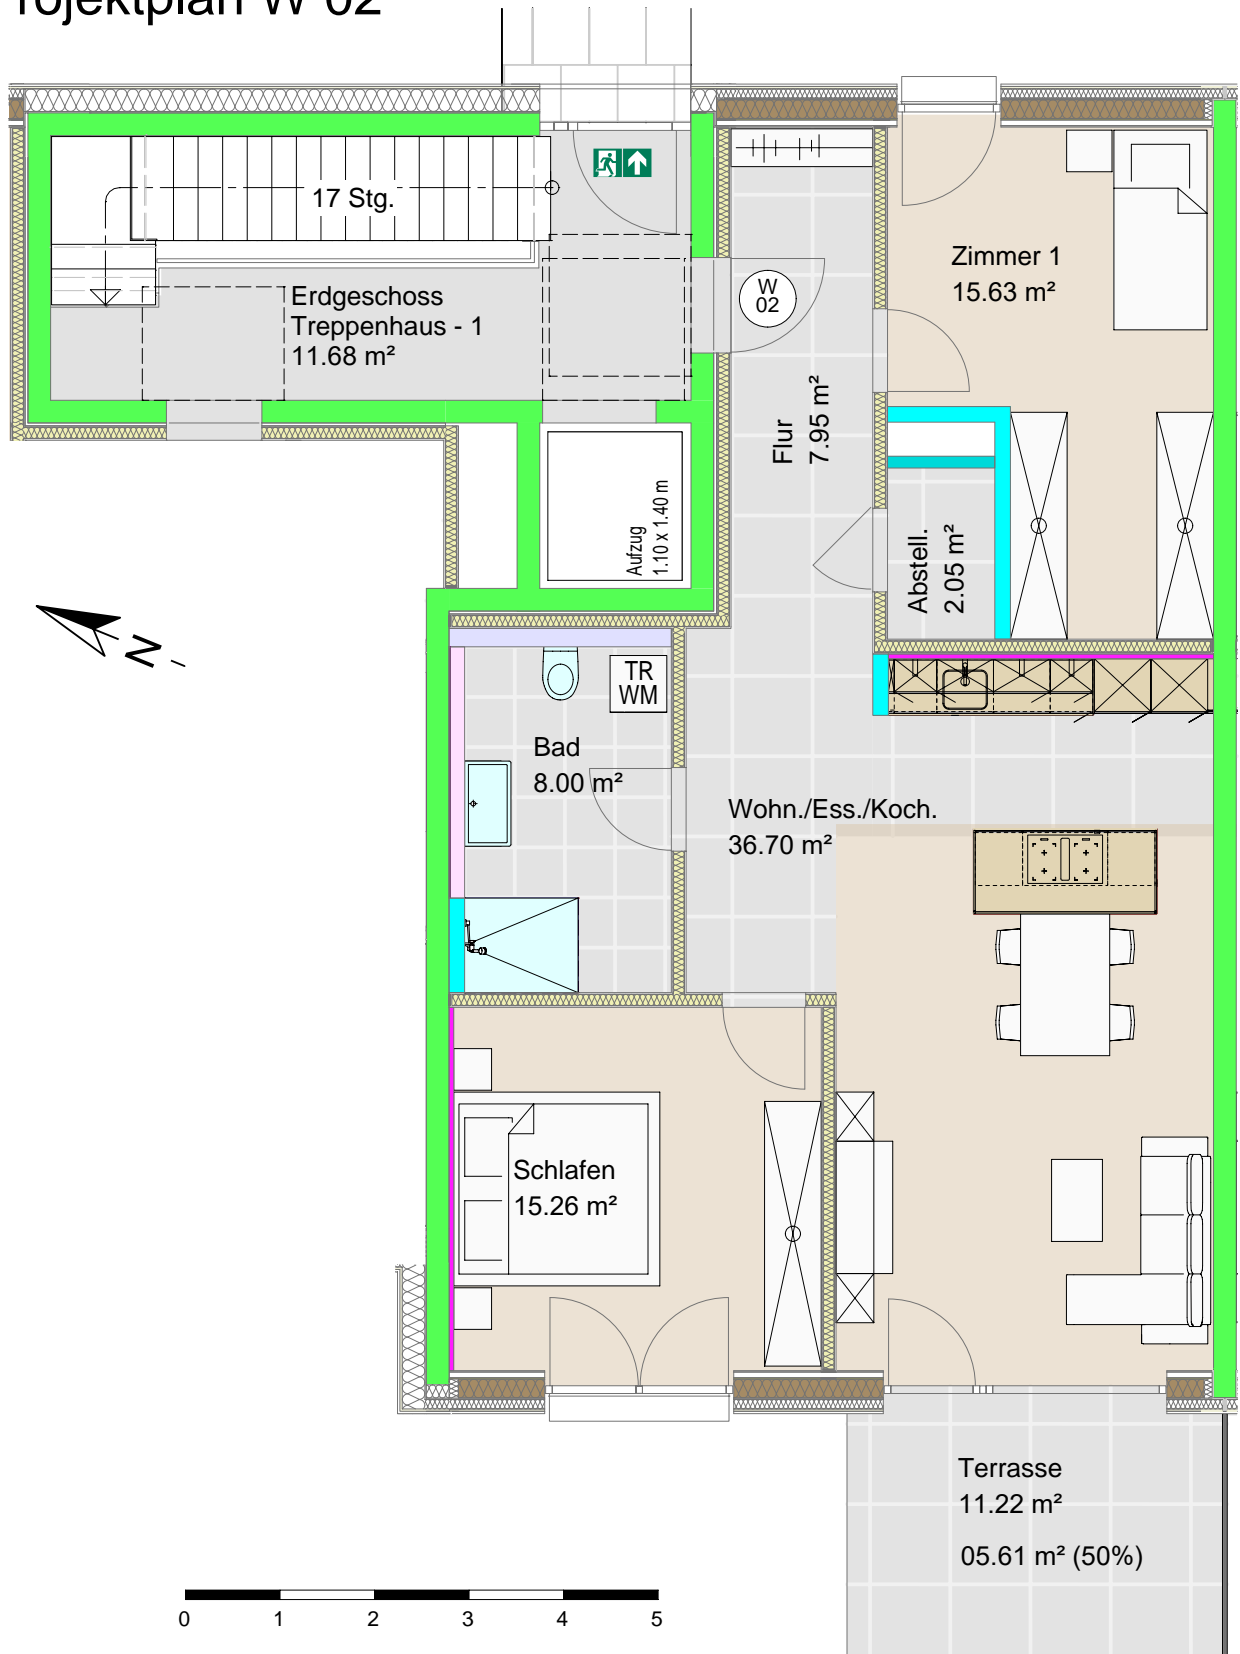 rojektplan W 02
17 Stg.
Erdgeschoss
Treppenhaus - 1
11.68 m²
W
02
Zimmer 1
15.63 m²
Flur
7.95 m²
Aufzug
1.10 x 1.40 m
Abstell.
2.05 m²
N
TR
WM
Bad
8.00 m²
Wohn./Ess./Koch.
36.70 m²
Schlafen
15.26 m²
Terrasse
11.22 m²
05.61 m² (50%)
0 1 2 3 4 5